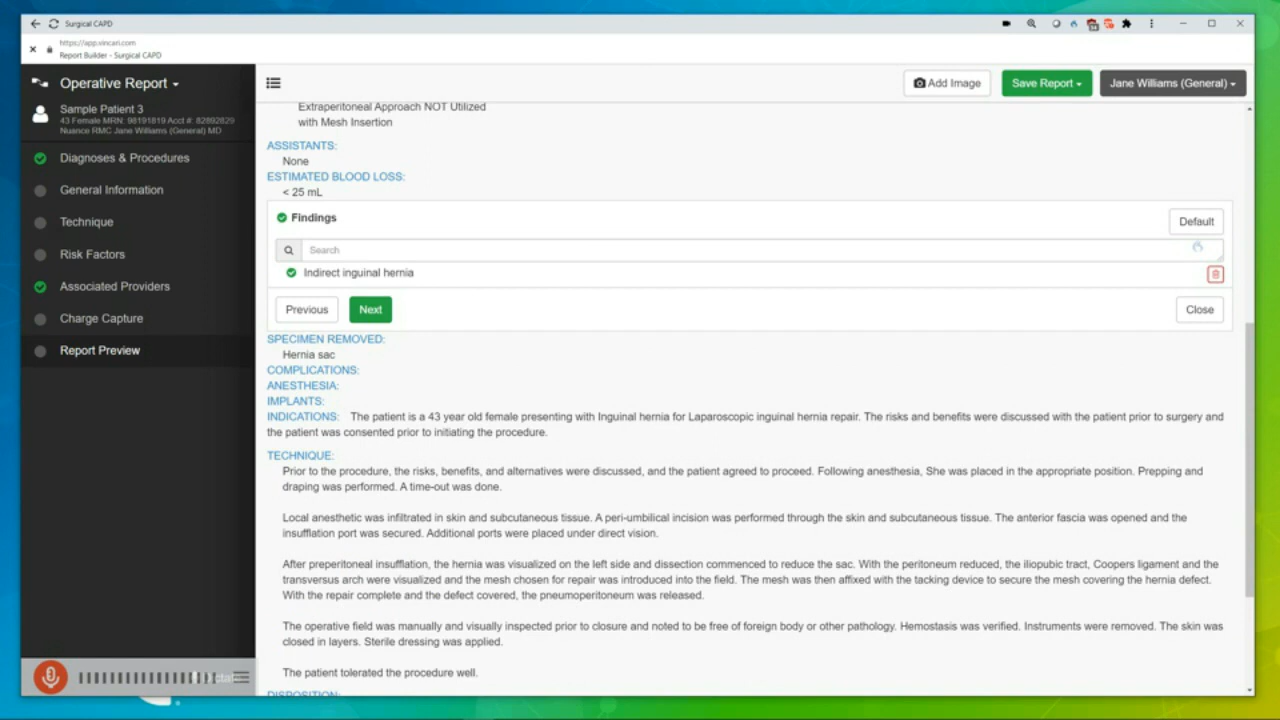 Surgical CAPD
https://app.vincari.com
Report Builder - Surgical CAPD
Operative Report
Sample Patient 3
43 Female MRN: 98191819 Acct #: 82892829
Nuance RMC Jane Williams (General) MD
Diagnoses & Procedures
General Information
Technique
Risk Factors
Associated Providers
Charge Capture
Report Preview
Add Image
Save Report
Jane Williams (General)
Extraperitoneal Approach NOT Utilized
with Mesh Insertion
ASSISTANTS:
None
ESTIMATED BLOOD LOSS:
< 25 mL
Findings
Default
Search
Indirect inguinal hernia
Previous
Next
Close
SPECIMEN REMOVED:
Hernia sac
COMPLICATIONS:
ANESTHESIA:
IMPLANTS:
INDICATIONS: The patient is a 43 year old female presenting with Inguinal hernia for Laparoscopic inguinal hernia repair. The risks and benefits were discussed with the patient prior to surgery and
the patient was consented prior to initiating the procedure.
TECHNIQUE:
Prior to the procedure, the risks, benefits, and alternatives were discussed, and the patient agreed to proceed. Following anesthesia, She was placed in the appropriate position. Prepping and
draping was performed. A time-out was done.
Local anesthetic was infiltrated in skin and subcutaneous tissue. A peri-umbilical incision was performed through the skin and subcutaneous tissue. The anterior fascia was opened and the
insufflation port was secured. Additional ports were placed under direct vision.
After preperitoneal insufflation, the hernia was visualized on the left side and dissection commenced to reduce the sac. With the peritoneum reduced, the iliopubic tract, Coopers ligament and the
transversus arch were visualized and the mesh chosen for repair was introduced into the field. The mesh was then affixed with the tacking device to secure the mesh covering the hernia defect.
With the repair complete and the defect covered, the pneumoperitoneum was released.
The operative field was manually and visually inspected prior to closure and noted to be free of foreign body or other pathology. Hemostasis was verified. Instruments were removed. The skin was
closed in layers. Sterile dressing was applied.
The patient tolerated the procedure well.
DISPOSITION: